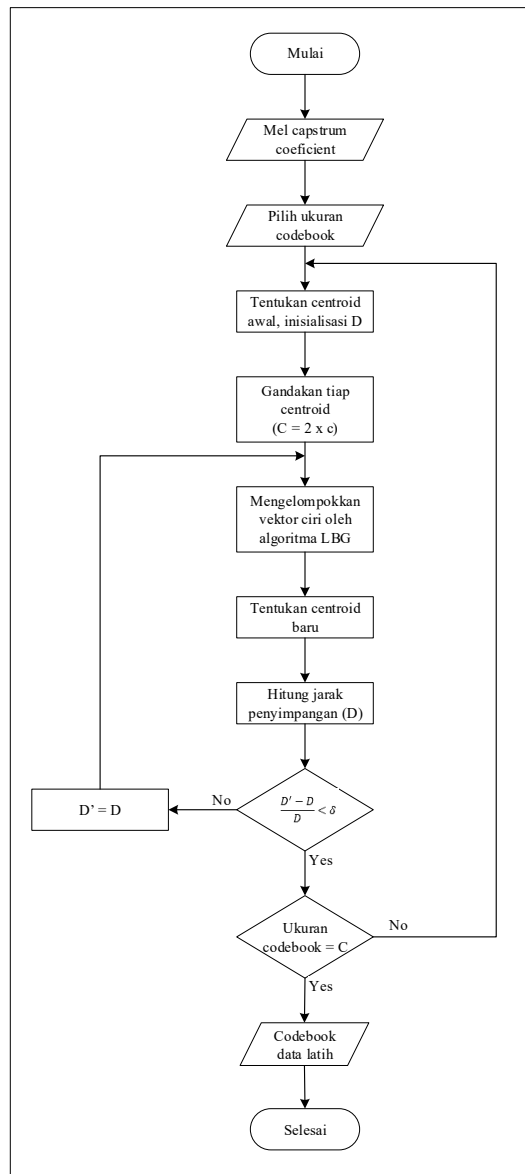 Mulai
Mel capstrum
coeficient
Pilih ukuran
codebook
Tentukan centroid
awal, inisialisasi D
Gandakan tiap
centroid
(C = 2 x c)
Mengelompokkan
vektor ciri oleh
algoritma LBG
Tentukan centroid
baru
Hitung jarak
penyimpangan (D)
D' − D
D
< δ
No
D’ = D
Yes
Ukuran
codebook = C
No
Yes
Codebook
data latih
Selesai